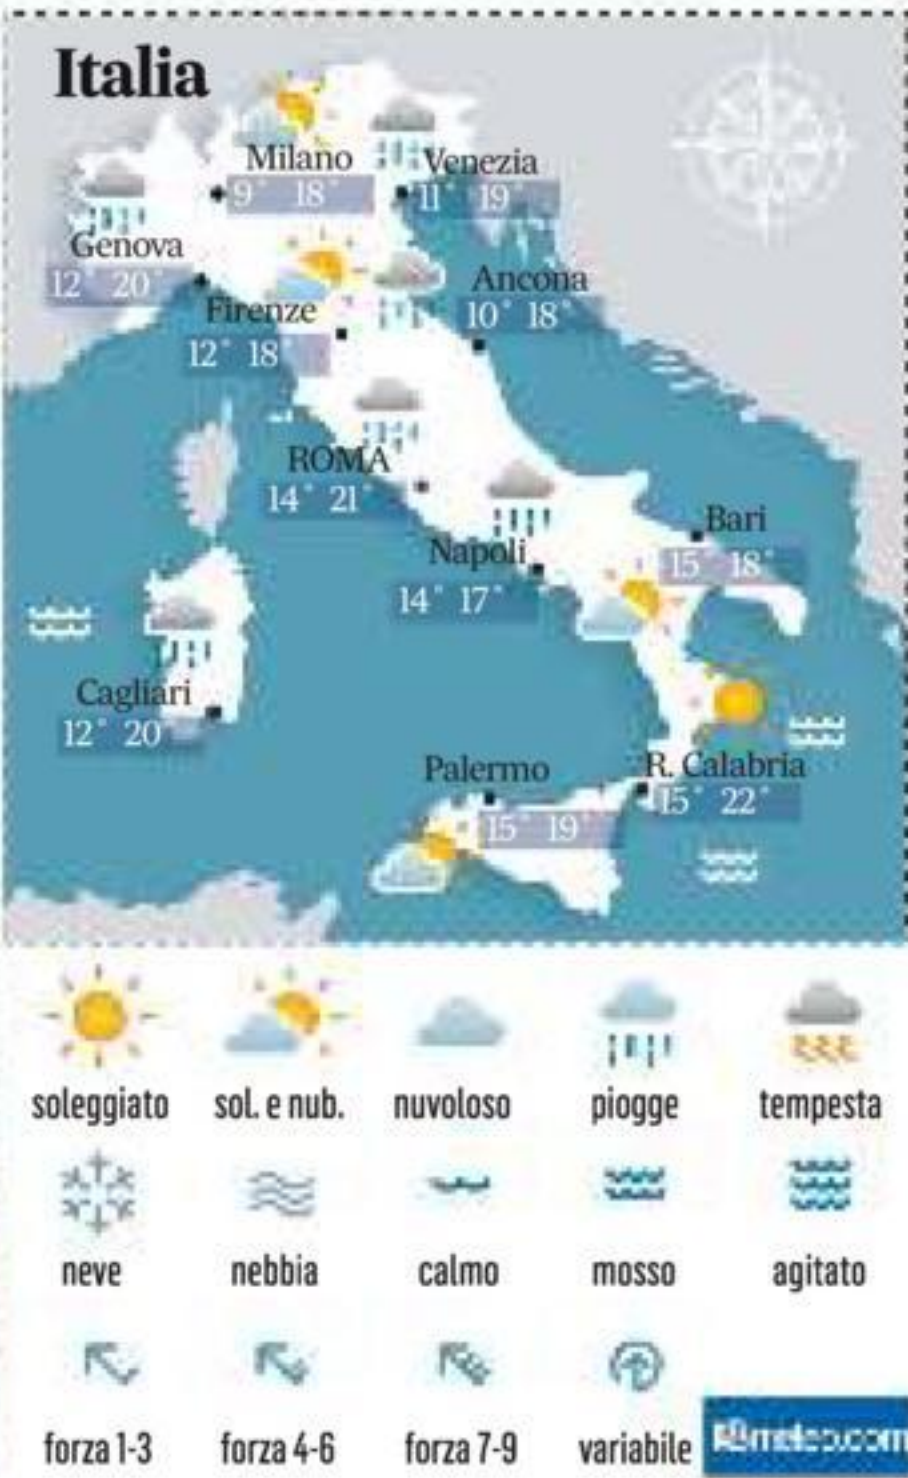 Italia
Milano
9° 18°
Venezia
11° 19°
Genova
12° 20°
Ancona
10° 18°
Firenze
12° 18°
ROMA
14° 21°
Bari
15° 18°
Napoli
14° 17°
Cagliari
12° 20°
Palermo
15° 19°
R. Calabria
15° 22°
soleggiato sol. e nub. nuvoloso piogge tempesta
neve nebbia calmo mosso agitato
forza 1-3 forza 4-6 forza 7-9 variabile